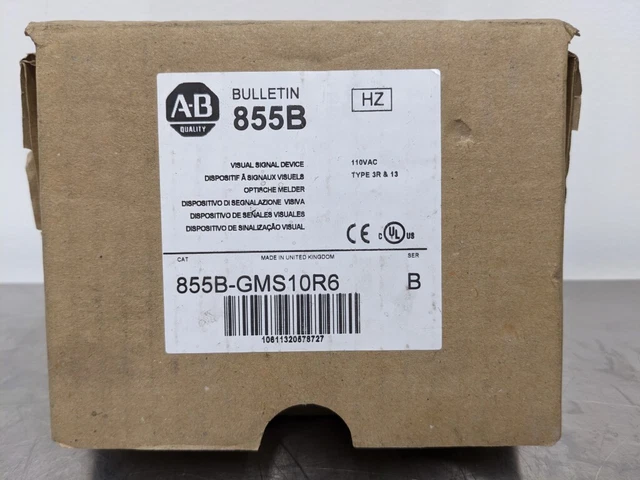 A-B
QUALITY
BULLETIN
855B
HZ
VISUAL SIGNAL DEVICE
DISPOSITIF À SIGNAUX VISUELS
OPTISCHE MELDER
DISPOSITIVO DI SEGNALAZIONE VISIVA
DISPOSITIVO DE SEÑALES VISUALES
DISPOSITIVO DE SINALIZAÇÃO VISUAL
110VAC
TYPE 3R & 13
CE c UL US
CAT MADE IN UNITED KINGDOM SER
855B-GMS10R6 B
10611320678727